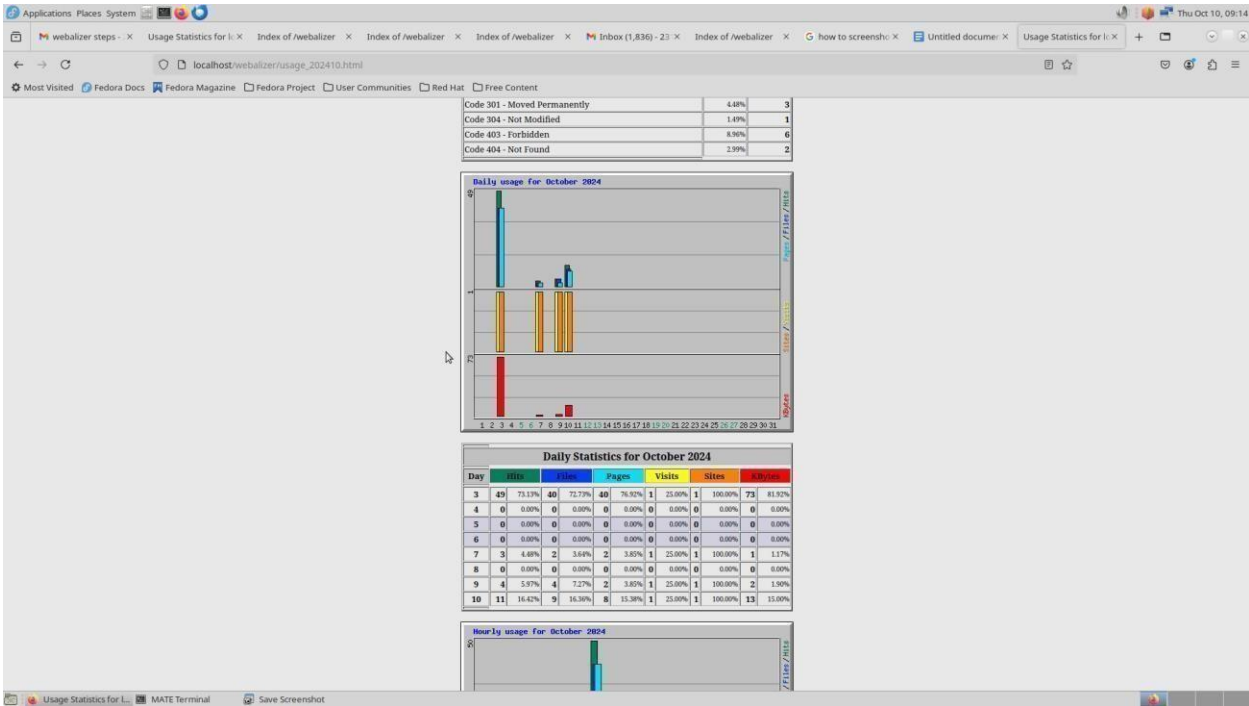 Applications Places System
Thu Oct 10, 09:14
webalizer steps - × Usage Statistics for lo × Index of /webalizer × Index of /webalizer × Index of /webalizer × Inbox (1,836) - 23 × Index of /webalizer × how to screensho × Untitled documen × Usage Statistics for lo × +
localhost/webalizer/usage_202410.html
Most Visited Fedora Docs Fedora Magazine Fedora Project User Communities Red Hat Free Content
Code 301 - Moved Permanently 4.48% 3
Code 304 - Not Modified 1.49% 1
Code 403 - Forbidden 8.96% 6
Code 404 - Not Found 2.99% 2
Daily usage for October 2024
49
Pages / Files / Hits
1
Sites / Visits
73
KBytes
1 2 3 4 5 6 7 8 9 10 11 12 13 14 15 16 17 18 19 20 21 22 23 24 25 26 27 28 29 30 31
Daily Statistics for October 2024
Day Hits Files Pages Visits Sites KBytes
3 49 73.13% 40 72.73% 40 76.92% 1 25.00% 1 100.00% 73 81.92%
4 0 0.00% 0 0.00% 0 0.00% 0 0.00% 0 0.00% 0 0.00%
5 0 0.00% 0 0.00% 0 0.00% 0 0.00% 0 0.00% 0 0.00%
6 0 0.00% 0 0.00% 0 0.00% 0 0.00% 0 0.00% 0 0.00%
7 3 4.48% 2 3.64% 2 3.85% 1 25.00% 1 100.00% 1 1.17%
8 0 0.00% 0 0.00% 0 0.00% 0 0.00% 0 0.00% 0 0.00%
9 4 5.97% 4 7.27% 2 3.85% 1 25.00% 1 100.00% 2 1.90%
10 11 16.42% 9 16.36% 8 15.38% 1 25.00% 1 100.00% 13 15.00%
Hourly usage for October 2024
50
/ Files / Hits
Usage Statistics for l... MATE Terminal Save Screenshot